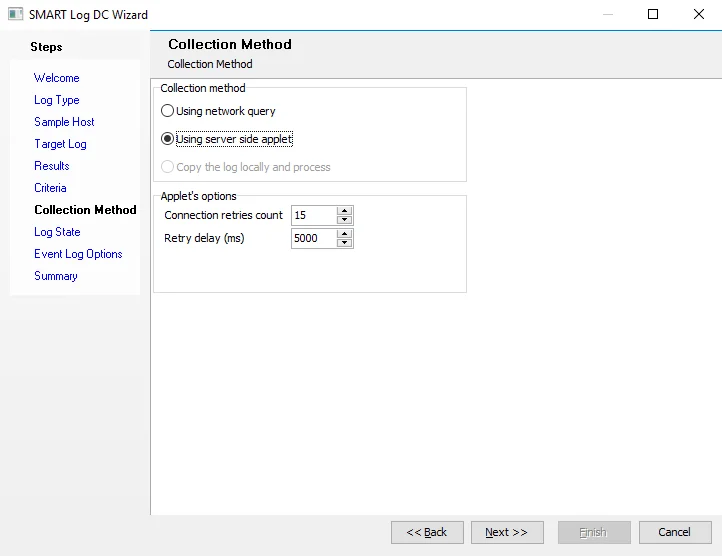 SMART Log DC Wizard
Steps
Welcome
Log Type
Sample Host
Target Log
Results
Criteria
Collection Method
Log State
Event Log Options
Summary
Collection Method
Collection Method
Collection method
Using network query
Using server side applet
Copy the log locally and process
Applet's options
Connection retries count 15
Retry delay (ms) 5000
<< Back Next >> Finish Cancel